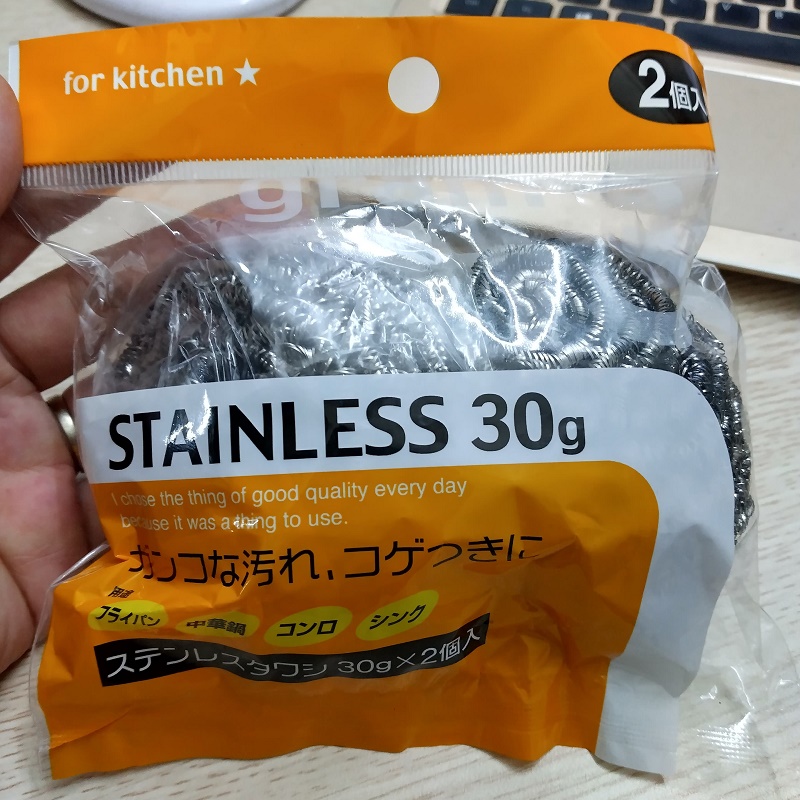 for kitchen ★
2個入
STAINLESS 30g
I chose the thing of good quality every day
because it was a thing to use.
ガンコな汚れ,コゲつきに
用途
フライパン 中華鍋 コンロ シンク
ステンレスタワシ 30g×2個入